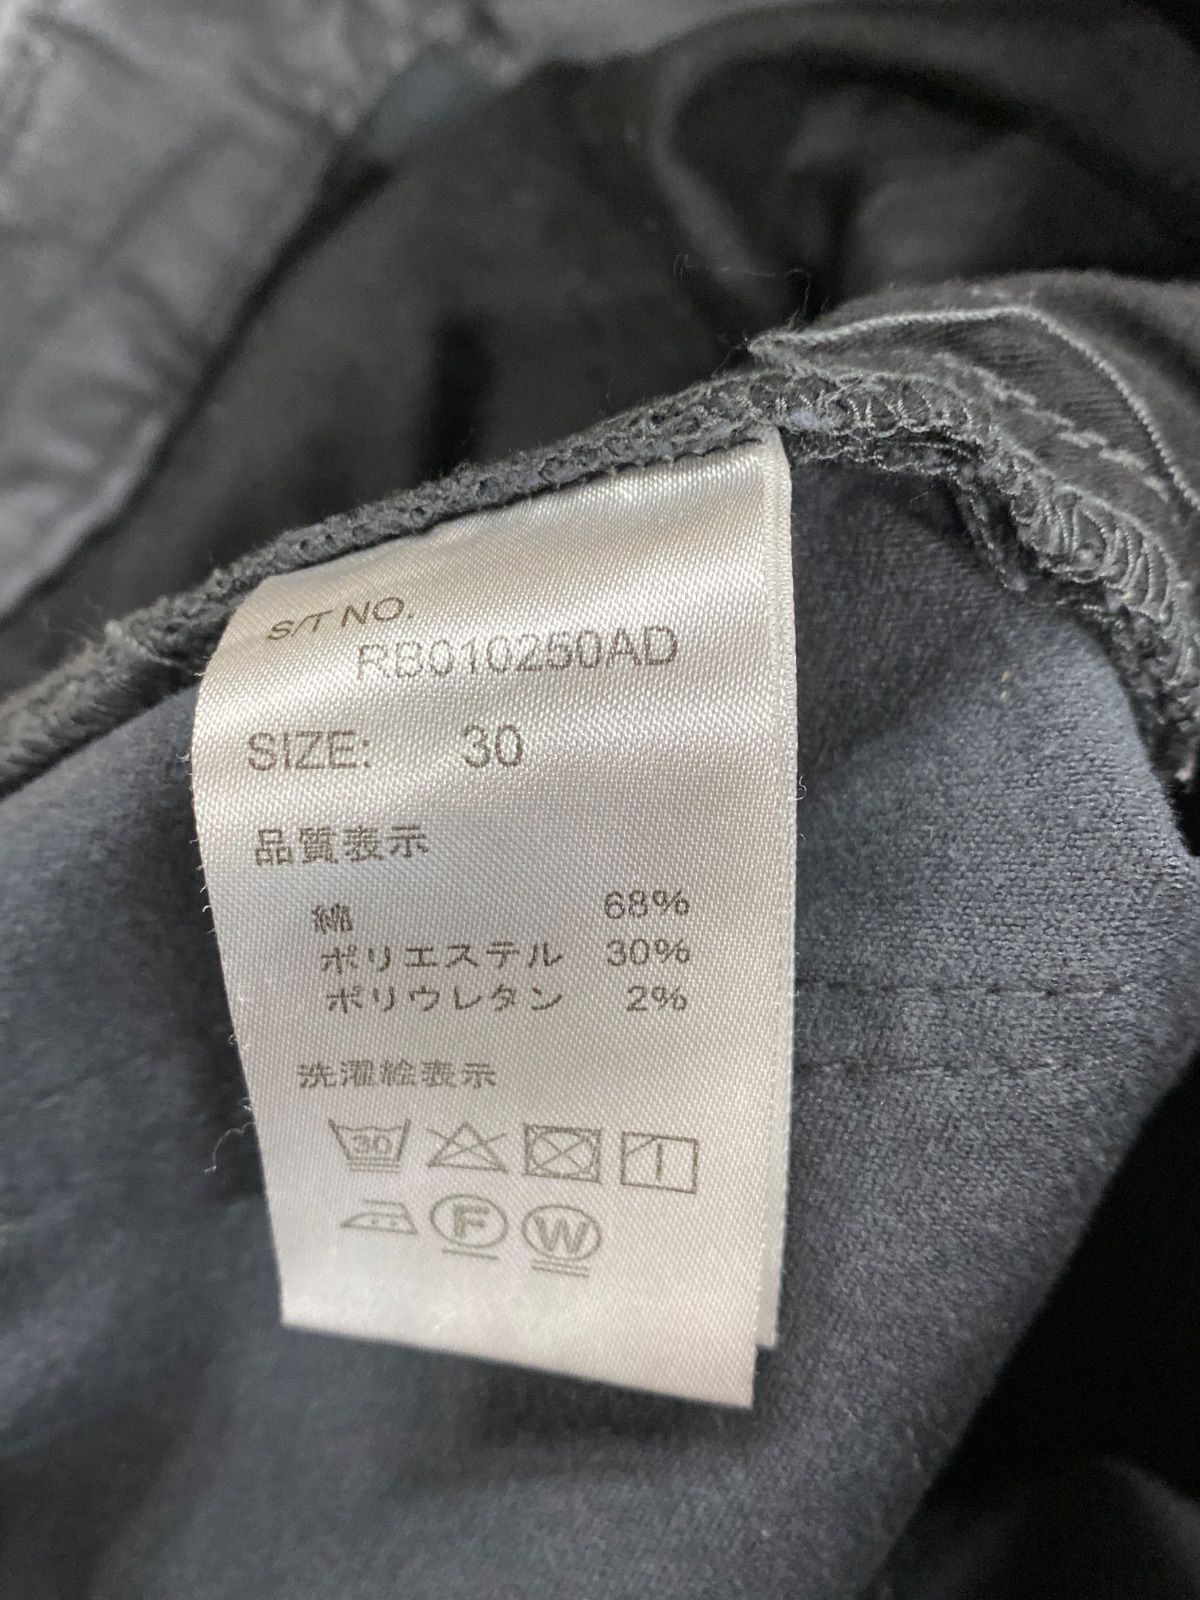 S/T NO.
RB010250AD
SIZE: 30
品質表示
綿 68%
ポリエステル 30%
ポリウレタン 2%
洗濯絵表示
30
F W